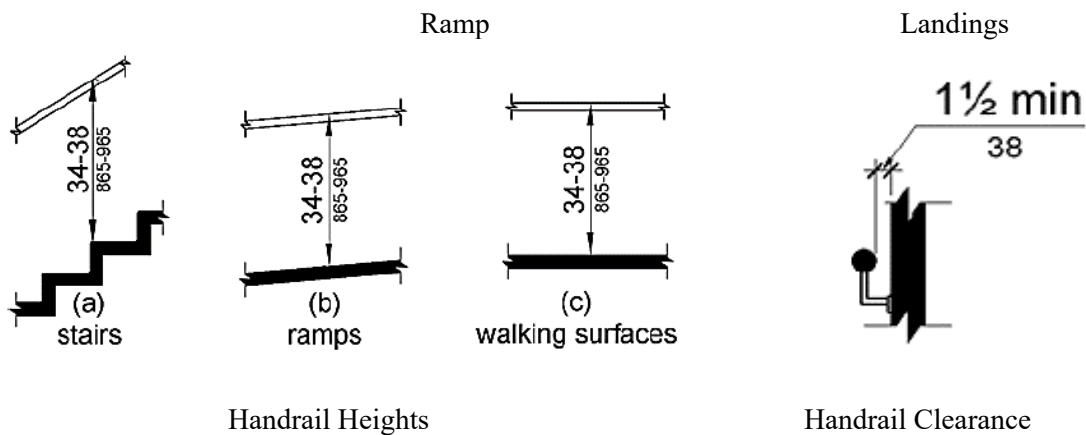 Ramp
Landings
34-38
865-965
(a)
stairs
34-38
865-965
(b)
ramps
34-38
865-965
(c)
walking surfaces
1½ min
38
Handrail Heights
Handrail Clearance